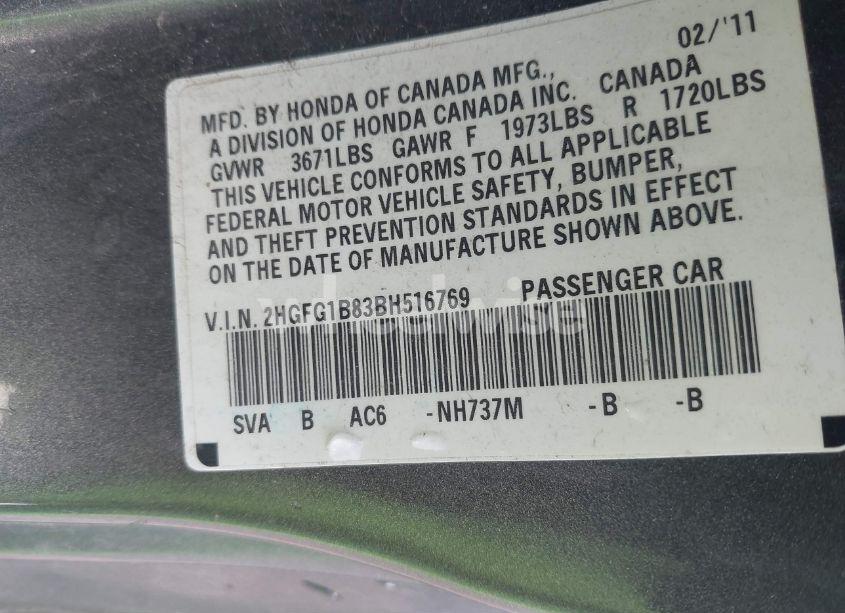 02/'11
MFD. BY HONDA OF CANADA MFG.,
A DIVISION OF HONDA CANADA INC. CANADA
GVWR 3671LBS GAWR F 1973LBS R 1720LBS
THIS VEHICLE CONFORMS TO ALL APPLICABLE
FEDERAL MOTOR VEHICLE SAFETY, BUMPER,
AND THEFT PREVENTION STANDARDS IN EFFECT
ON THE DATE OF MANUFACTURE SHOWN ABOVE.
V.I.N. 2HGFG1B83BH516769 PASSENGER CAR
wheelwise
SVA B AC6 -NH737M -B -B